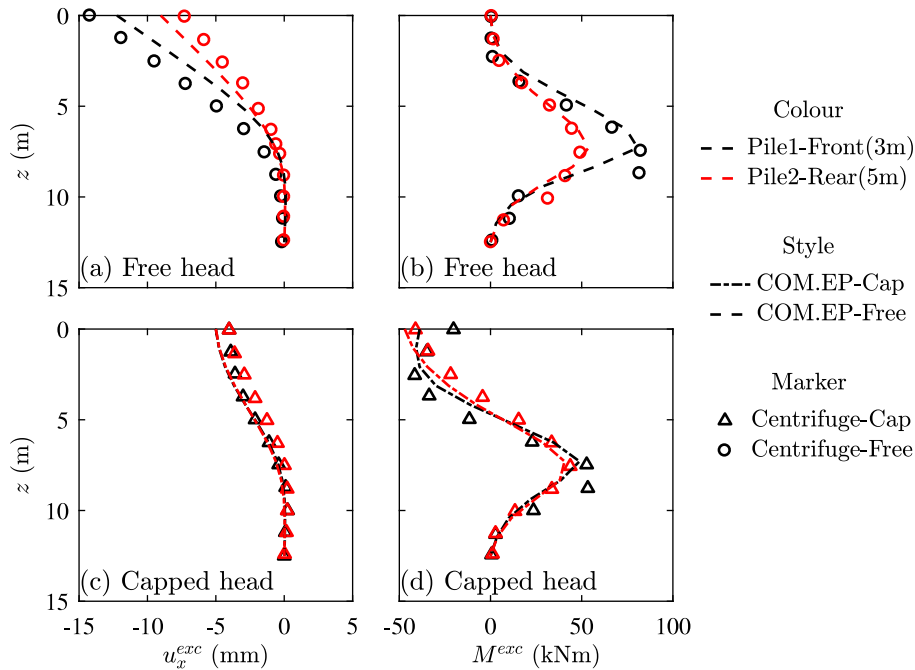 0
5
10
15
z (m)
(a) Free head
(b) Free head
0
5
10
15
z (m)
(c) Capped head
(d) Capped head
-15 -10 -5 0 5
-50 0 50 100
u_x^{exc} (mm)
M^{exc} (kNm)
Colour
Pile1-Front(3m)
Pile2-Rear(5m)
Style
COM.EP-Cap
COM.EP-Free
Marker
Centrifuge-Cap
Centrifuge-Free